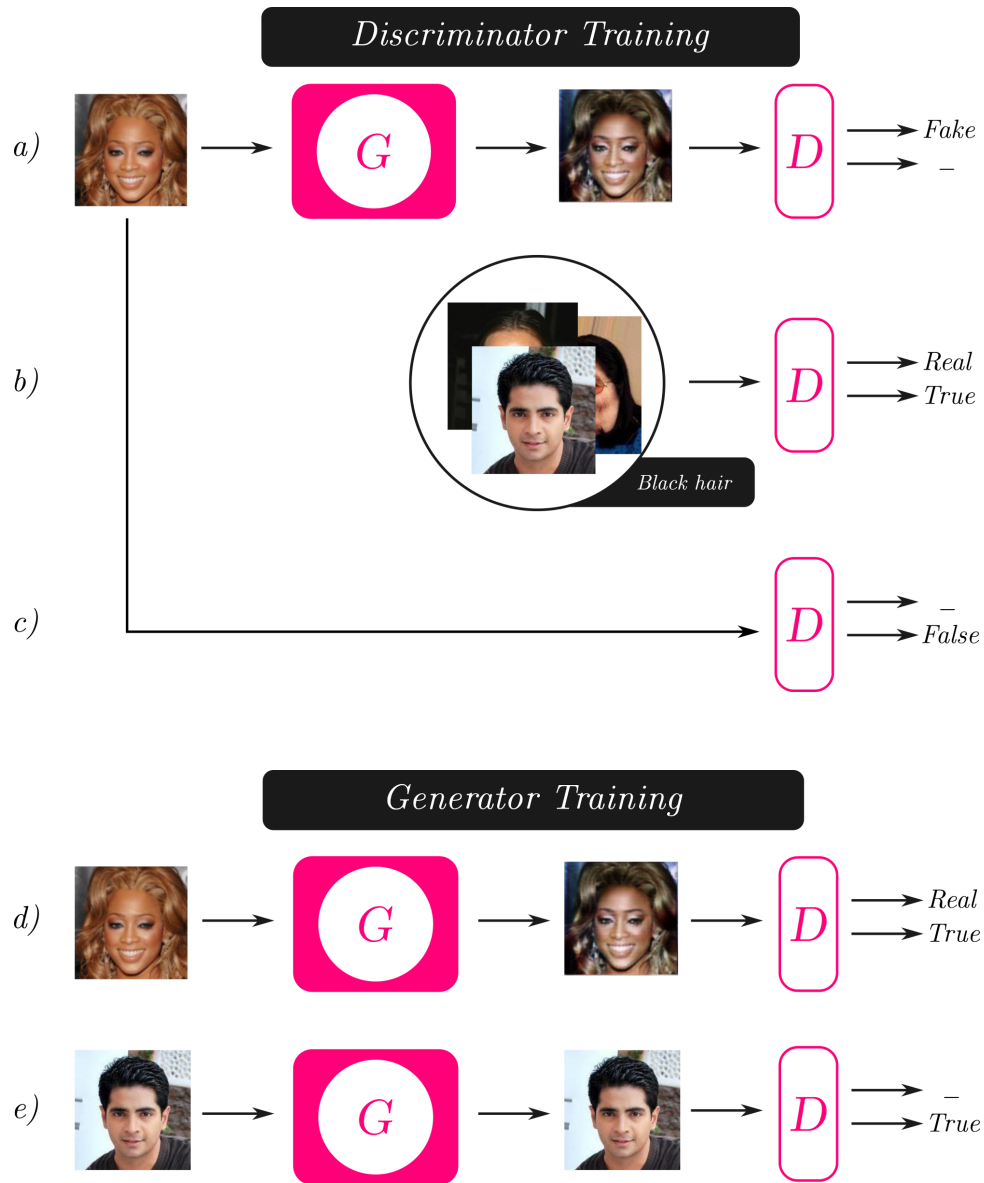 Discriminator Training
a)
G
D
Fake
–
b)
D
Real
True
Black hair
c)
D
–
False
Generator Training
d)
G
D
Real
True
e)
G
D
–
True